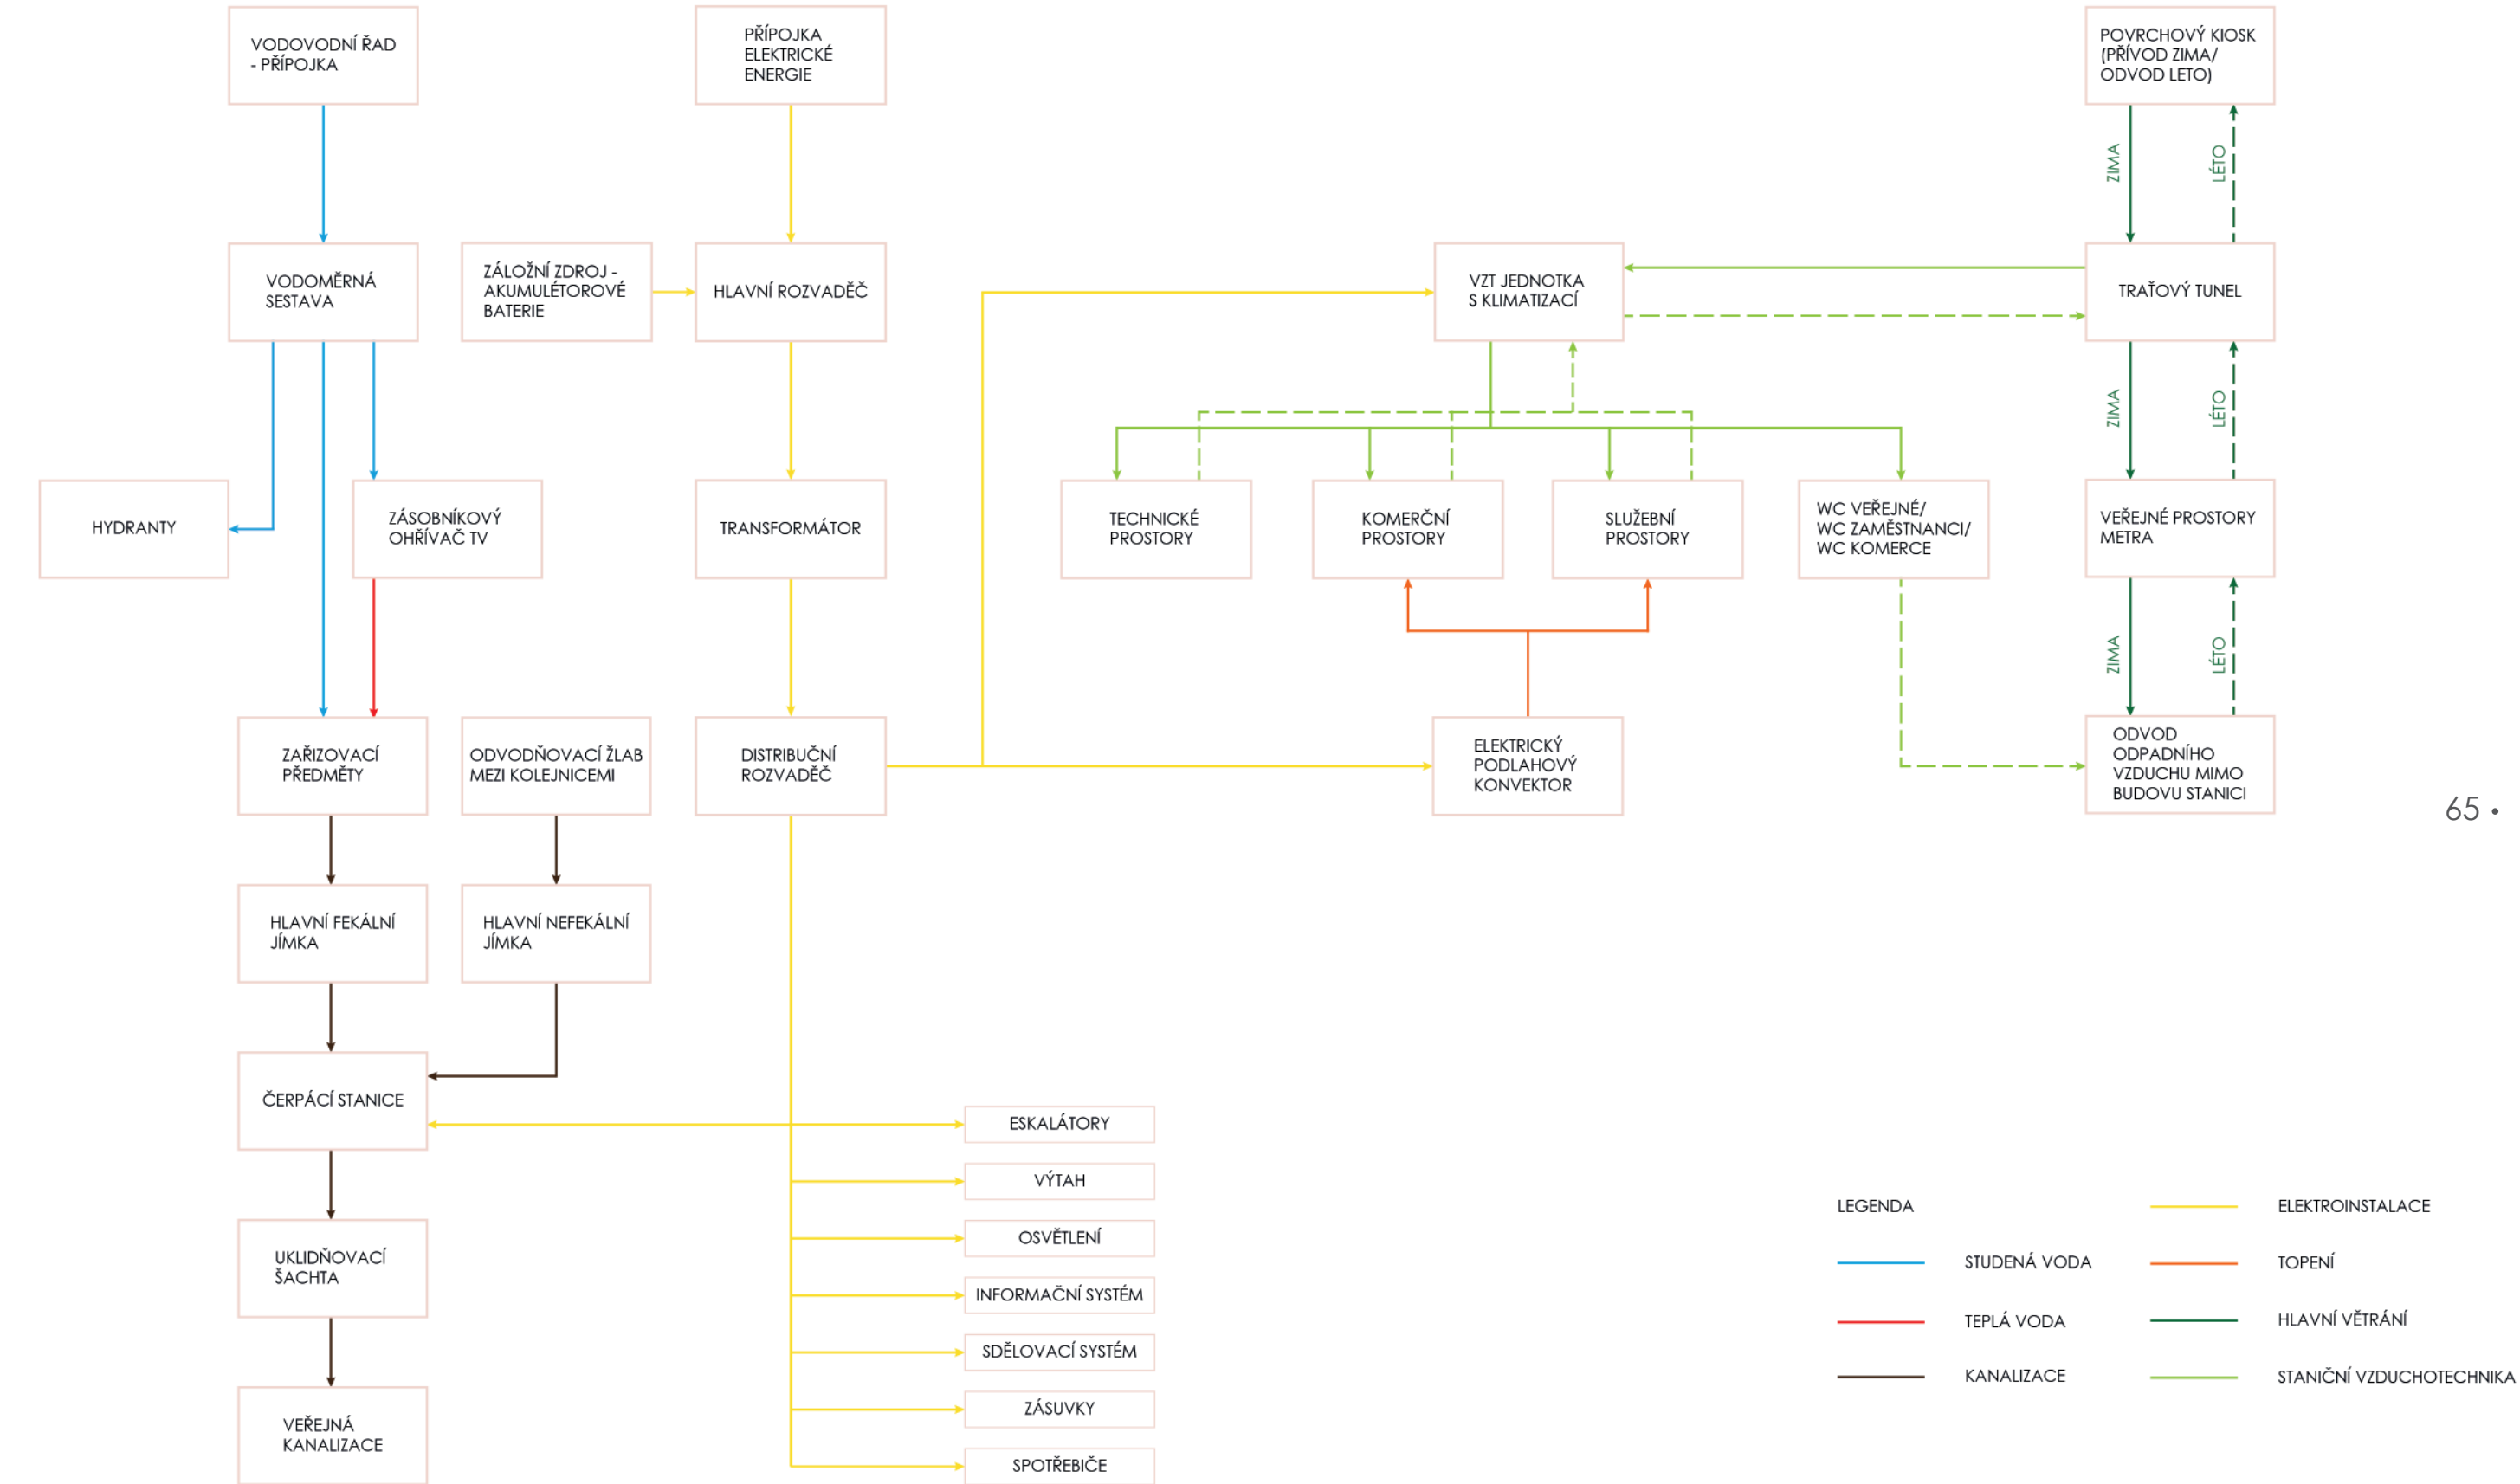 VODOVODNÍ ŘAD
- PŘÍPOJKA
PŘÍPOJKA
ELEKTRICKÉ
ENERGIE
POVRCHOVÝ KIOSK
(PŘÍVOD ZIMA/
ODVOD LETO)
ZIMA
LÉTO
VODOMĚRNÁ
SESTAVA
ZÁLOŽNÍ ZDROJ -
AKUMULÉTOROVÉ
BATERIE
HLAVNÍ ROZVADĚČ
VZT JEDNOTKA
S KLIMATIZACÍ
TRAŤOVÝ TUNEL
ZIMA
LÉTO
HYDRANTY
ZÁSOBNÍKOVÝ
OHŘÍVAČ TV
TRANSFORMÁTOR
TECHNICKÉ
PROSTORY
KOMERČNÍ
PROSTORY
SLUŽEBNÍ
PROSTORY
WC VEŘEJNÉ/
WC ZAMĚSTNANCI/
WC KOMERCE
VEŘEJNÉ PROSTORY
METRA
ZIMA
LÉTO
ZAŘIZOVACÍ
PŘEDMĚTY
ODVODŇOVACÍ ŽLAB
MEZI KOLEJNICEMI
DISTRIBUČNÍ
ROZVADĚČ
ELEKTRICKÝ
PODLAHOVÝ
KONVEKTOR
ODVOD
ODPADNÍHO
VZDUCHU MIMO
BUDOVU STANICI
65 •
HLAVNÍ FEKÁLNÍ
JÍMKA
HLAVNÍ NEFEKÁLNÍ
JÍMKA
ČERPÁCÍ STANICE
ESKALÁTORY
VÝTAH
OSVĚTLENÍ
INFORMAČNÍ SYSTÉM
SDĚLOVACÍ SYSTÉM
ZÁSUVKY
SPOTŘEBIČE
UKLIDŇOVACÍ
ŠACHTA
VEŘEJNÁ
KANALIZACE
LEGENDA
STUDENÁ VODA
TEPLÁ VODA
KANALIZACE
ELEKTROINSTALACE
TOPENÍ
HLAVNÍ VĚTRÁNÍ
STANIČNÍ VZDUCHOTECHNIKA